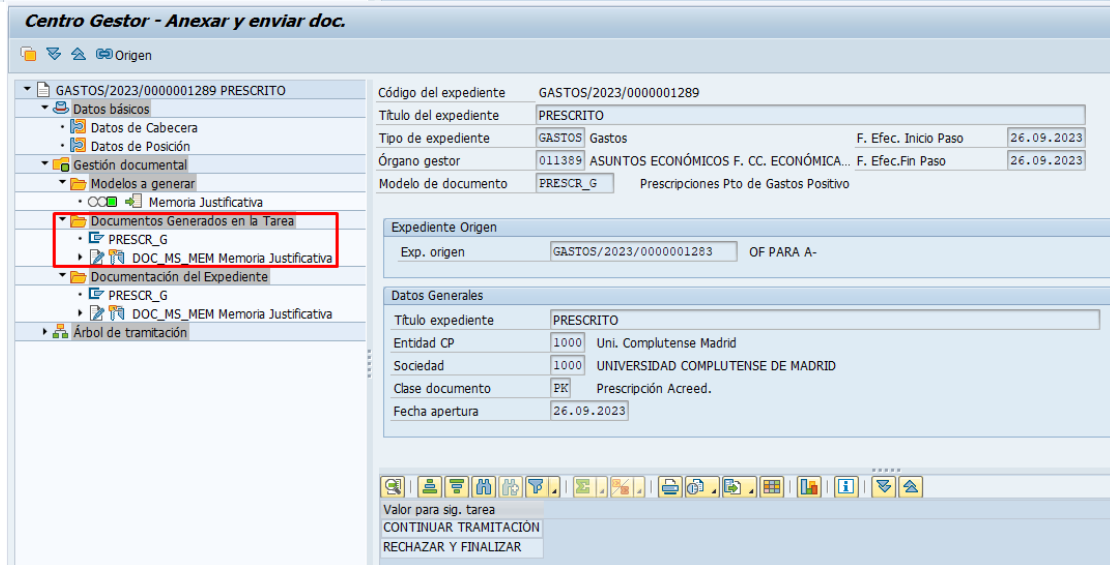 Centro Gestor - Anexar y enviar doc.
Origen
GASTOS/2023/0000001289 PRESCRITO
Datos básicos
Datos de Cabecera
Datos de Posición
Gestión documental
Modelos a generar
Memoria Justificativa
Documentos Generados en la Tarea
PRESCR_G
DOC_MS_MEM Memoria Justificativa
Documentación del Expediente
PRESCR_G
DOC_MS_MEM Memoria Justificativa
Árbol de tramitación
Código del expediente GASTOS/2023/0000001289
Título del expediente PRESCRITO
Tipo de expediente GASTOS Gastos F. Efec. Inicio Paso 26.09.2023
Órgano gestor 011389 ASUNTOS ECONÓMICOS F. CC. ECONÓMICA... F. Efec.Fin Paso 26.09.2023
Modelo de documento PRESCR_G Prescripciones Pto de Gastos Positivo
Expediente Origen
Exp. origen GASTOS/2023/0000001283 OF PARA A-
Datos Generales
Título expediente PRESCRITO
Entidad CP 1000 Uni. Complutense Madrid
Sociedad 1000 UNIVERSIDAD COMPLUTENSE DE MADRID
Clase documento PK Prescripción Acreed.
Fecha apertura 26.09.2023
Valor para sig. tarea
CONTINUAR TRAMITACIÓN
RECHAZAR Y FINALIZAR